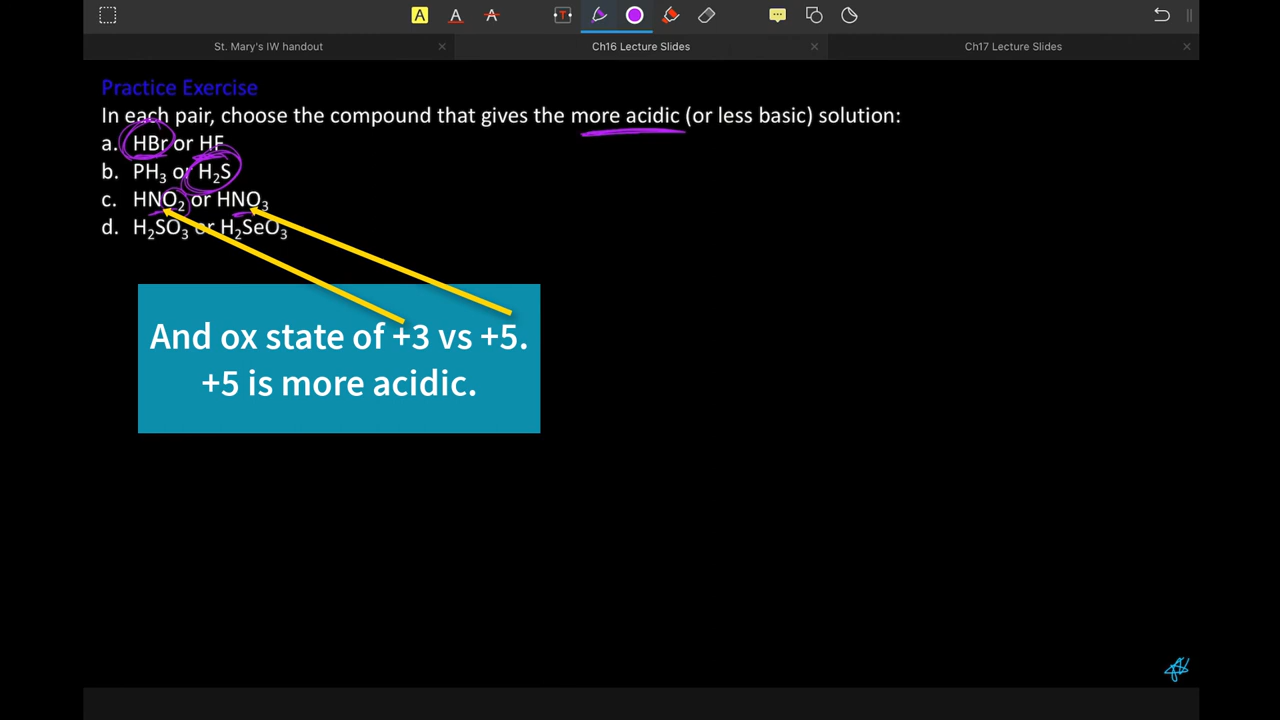 St. Mary's IW handout
Ch16 Lecture Slides
Ch17 Lecture Slides
Practice Exercise
In each pair, choose the compound that gives the more acidic (or less basic) solution:
a. HBr or HF
b. PH₃ or H₂S
c. HNO₂ or HNO₃
d. H₂SO₃ or H₂SeO₃
And ox state of +3 vs +5.
+5 is more acidic.